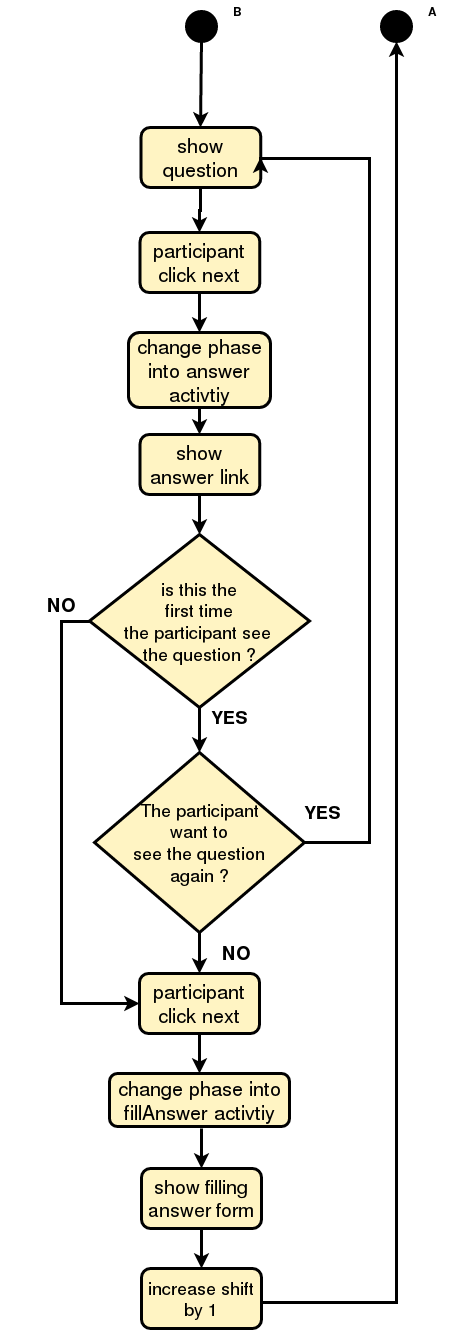 B
A
show
question
participant
click next
change phase
into answer
activtiy
show
answer link
is this the
first time
the participant see
the question ?
NO
YES
The participant
want to
see the question
again ?
YES
NO
participant
click next
change phase into
fillAnswer activtiy
show filling
answer form
increase shift
by 1